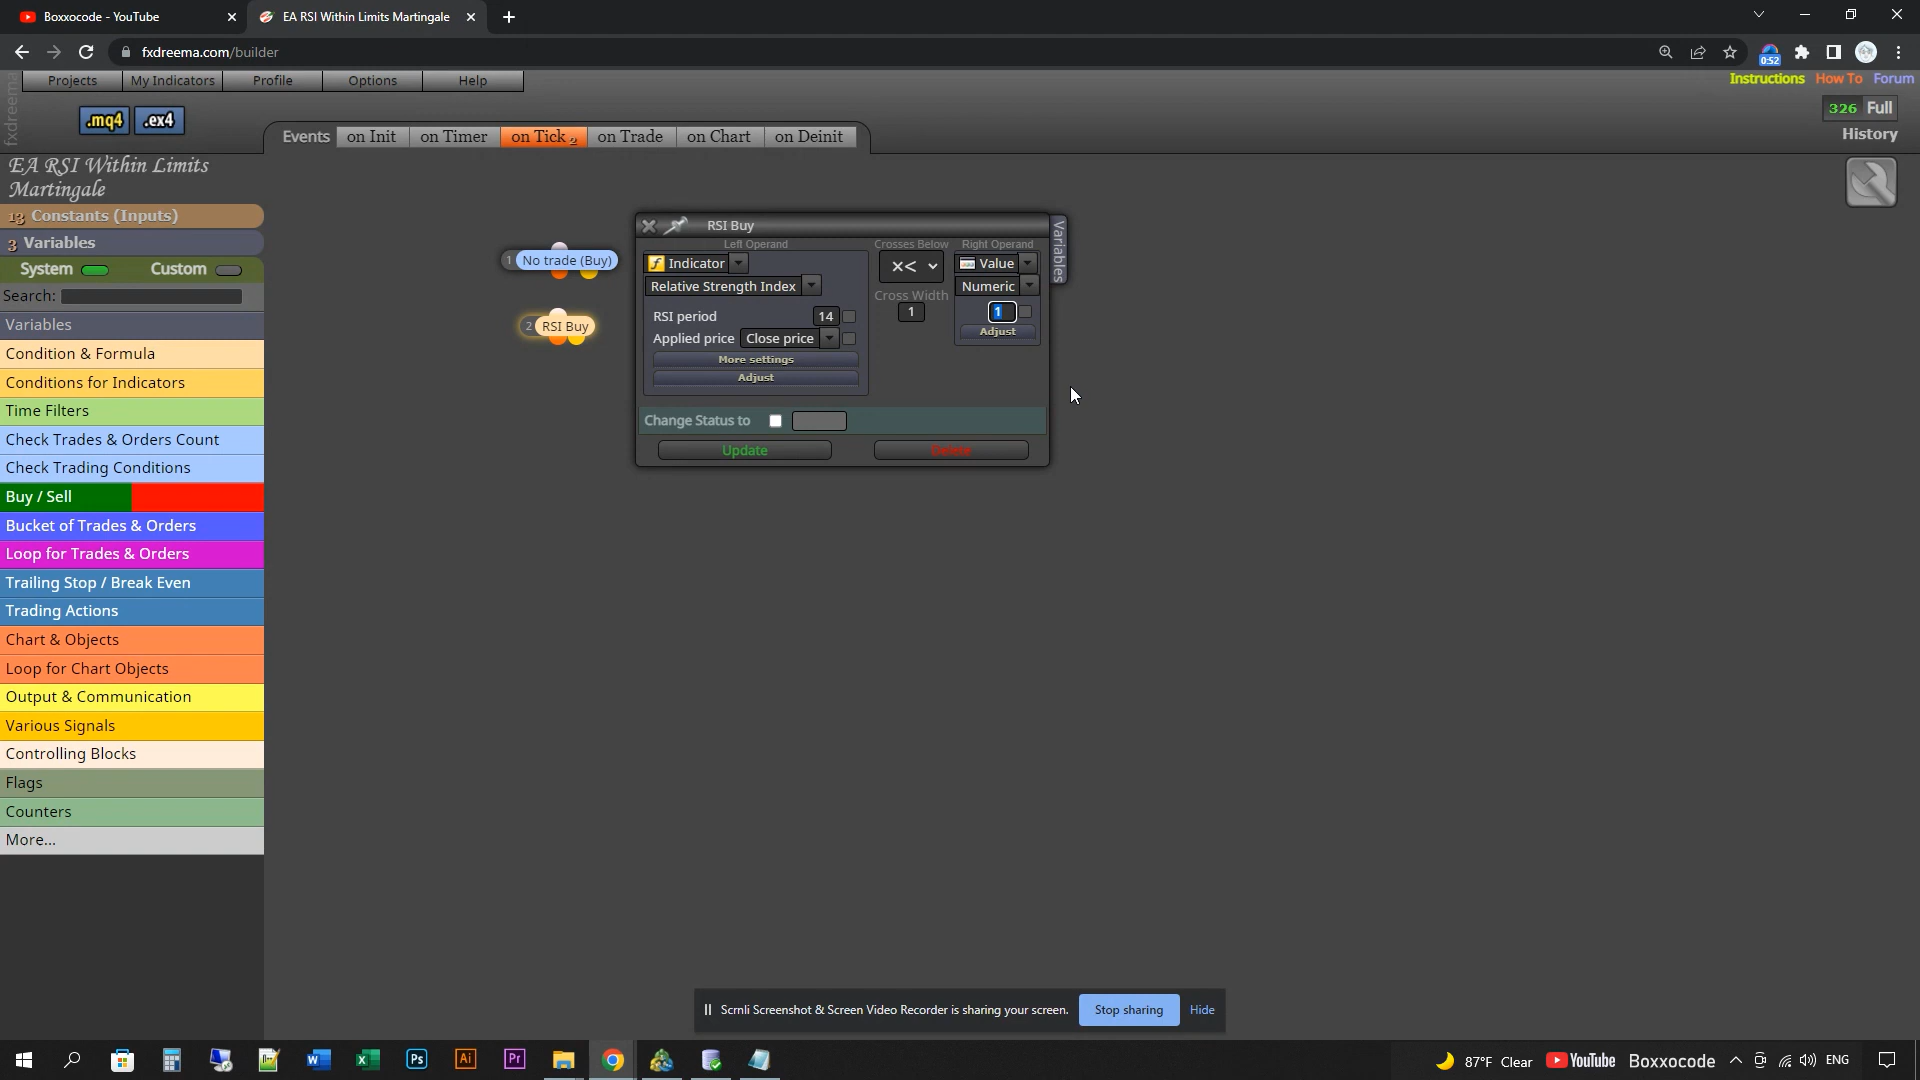 Boxxocode - YouTube
EA RSI Within Limits Martingale
fxdreema.com/builder
0:52
Projects
My Indicators
Profile
Options
Help
Instructions
How To
Forum
fxdreema
.mq4
.ex4
326 Full
History
Events
on Init
on Timer
on Tick 2
on Trade
on Chart
on Deinit
EA RSI Within Limits
Martingale
13 Constants (Inputs)
3 Variables
System
Custom
Search:
Variables
Condition & Formula
Conditions for Indicators
Time Filters
Check Trades & Orders Count
Check Trading Conditions
Buy / Sell
Bucket of Trades & Orders
Loop for Trades & Orders
Trailing Stop / Break Even
Trading Actions
Chart & Objects
Loop for Chart Objects
Output & Communication
Various Signals
Controlling Blocks
Flags
Counters
More...
1 No trade (Buy)
2 RSI Buy
RSI Buy
Left Operand
Crosses Below
Right Operand
Indicator
×<
Value
Relative Strength Index
Numeric
Cross Width
RSI period
14
1
1
Applied price
Close price
Adjust
More settings
Adjust
Change Status to
Update
Delete
Variables
Scrnli Screenshot & Screen Video Recorder is sharing your screen.
Stop sharing
Hide
W
X
Ps
Ai
Pr
87°F Clear
YouTube Boxxocode
ENG